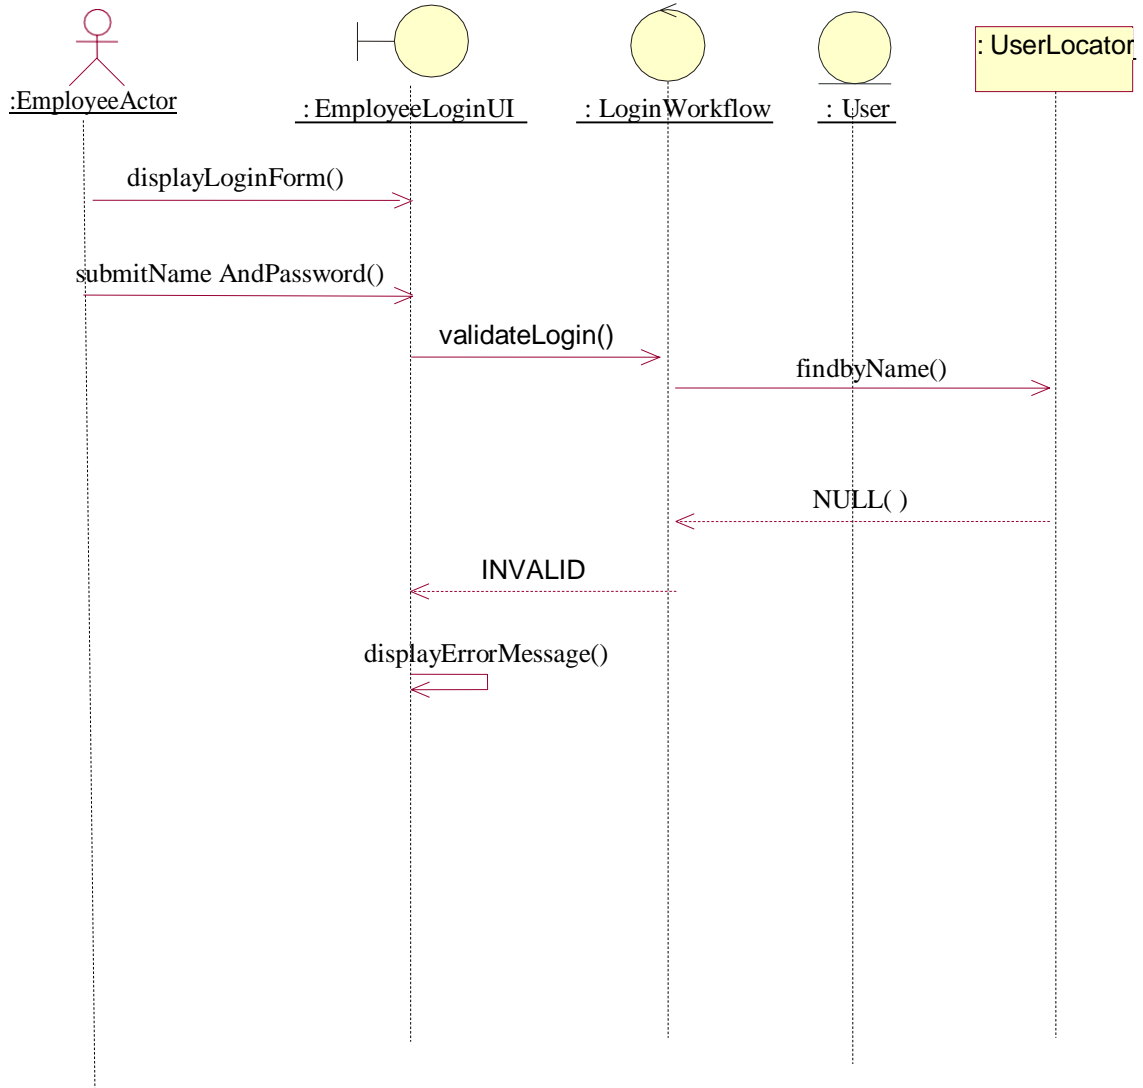 : UserLocator
:EmployeeActor
: EmployeeLoginUI
: LoginWorkflow
: User
displayLoginForm()
submitName AndPassword()
validateLogin()
findbyName()
NULL( )
INVALID
displayErrorMessage()